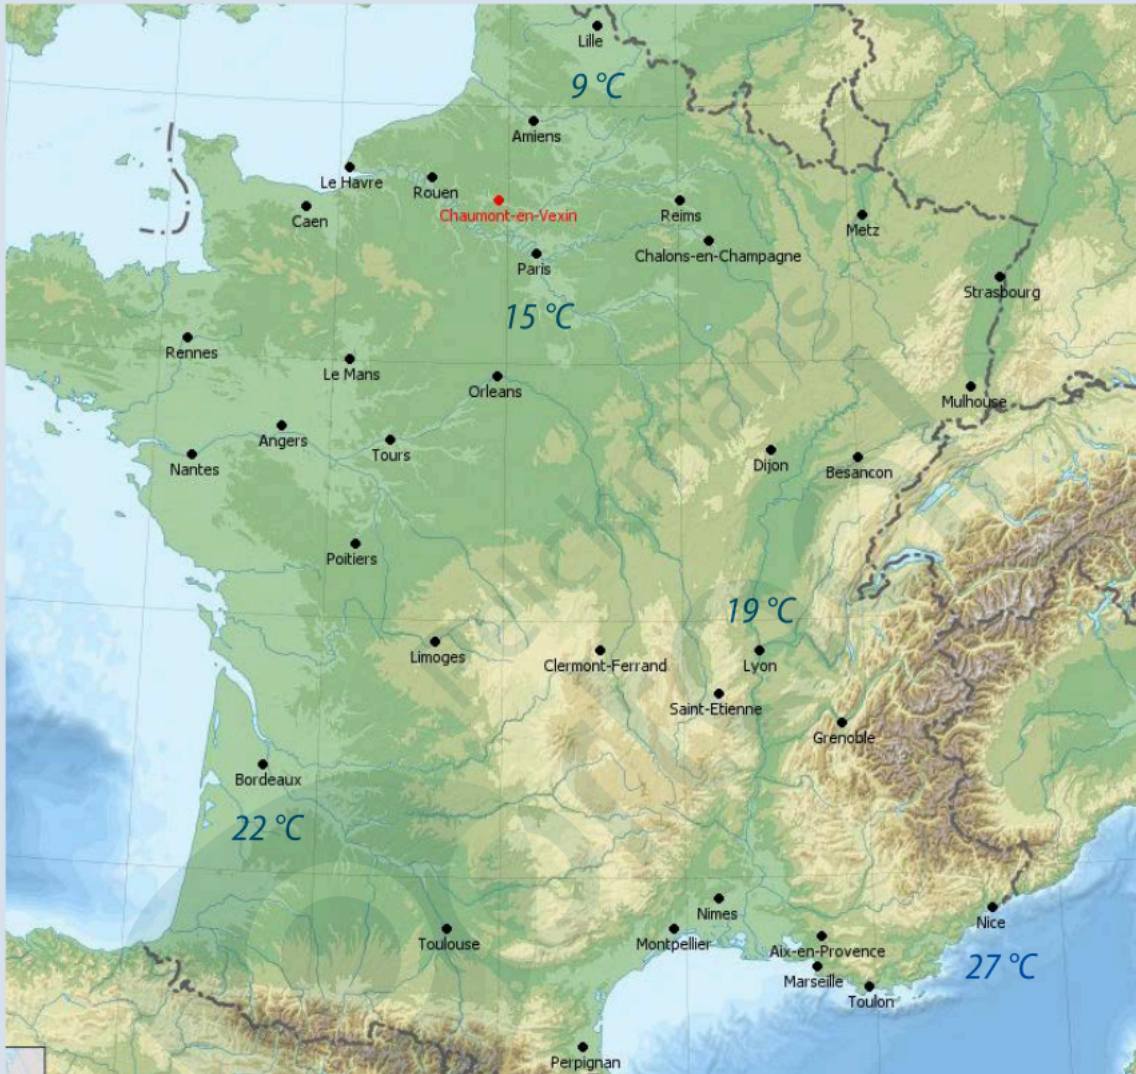 Lille
9 °C
Amiens
Le Havre
Rouen
Caen
Chaumont-en-Vexin
Reims
Metz
Chalons-en-Champagne
Paris
Strasbourg
15 °C
Rennes
Le Mans
Orleans
Mulhouse
Angers
Tours
Nantes
Dijon
Besancon
Poitiers
19 °C
Limoges
Clermont-Ferrand
Lyon
Saint-Etienne
Grenoble
Bordeaux
22 °C
Nimes
Nice
Toulouse
Montpellier
Aix-en-Provence
27 °C
Marseille
Toulon
Perpignan